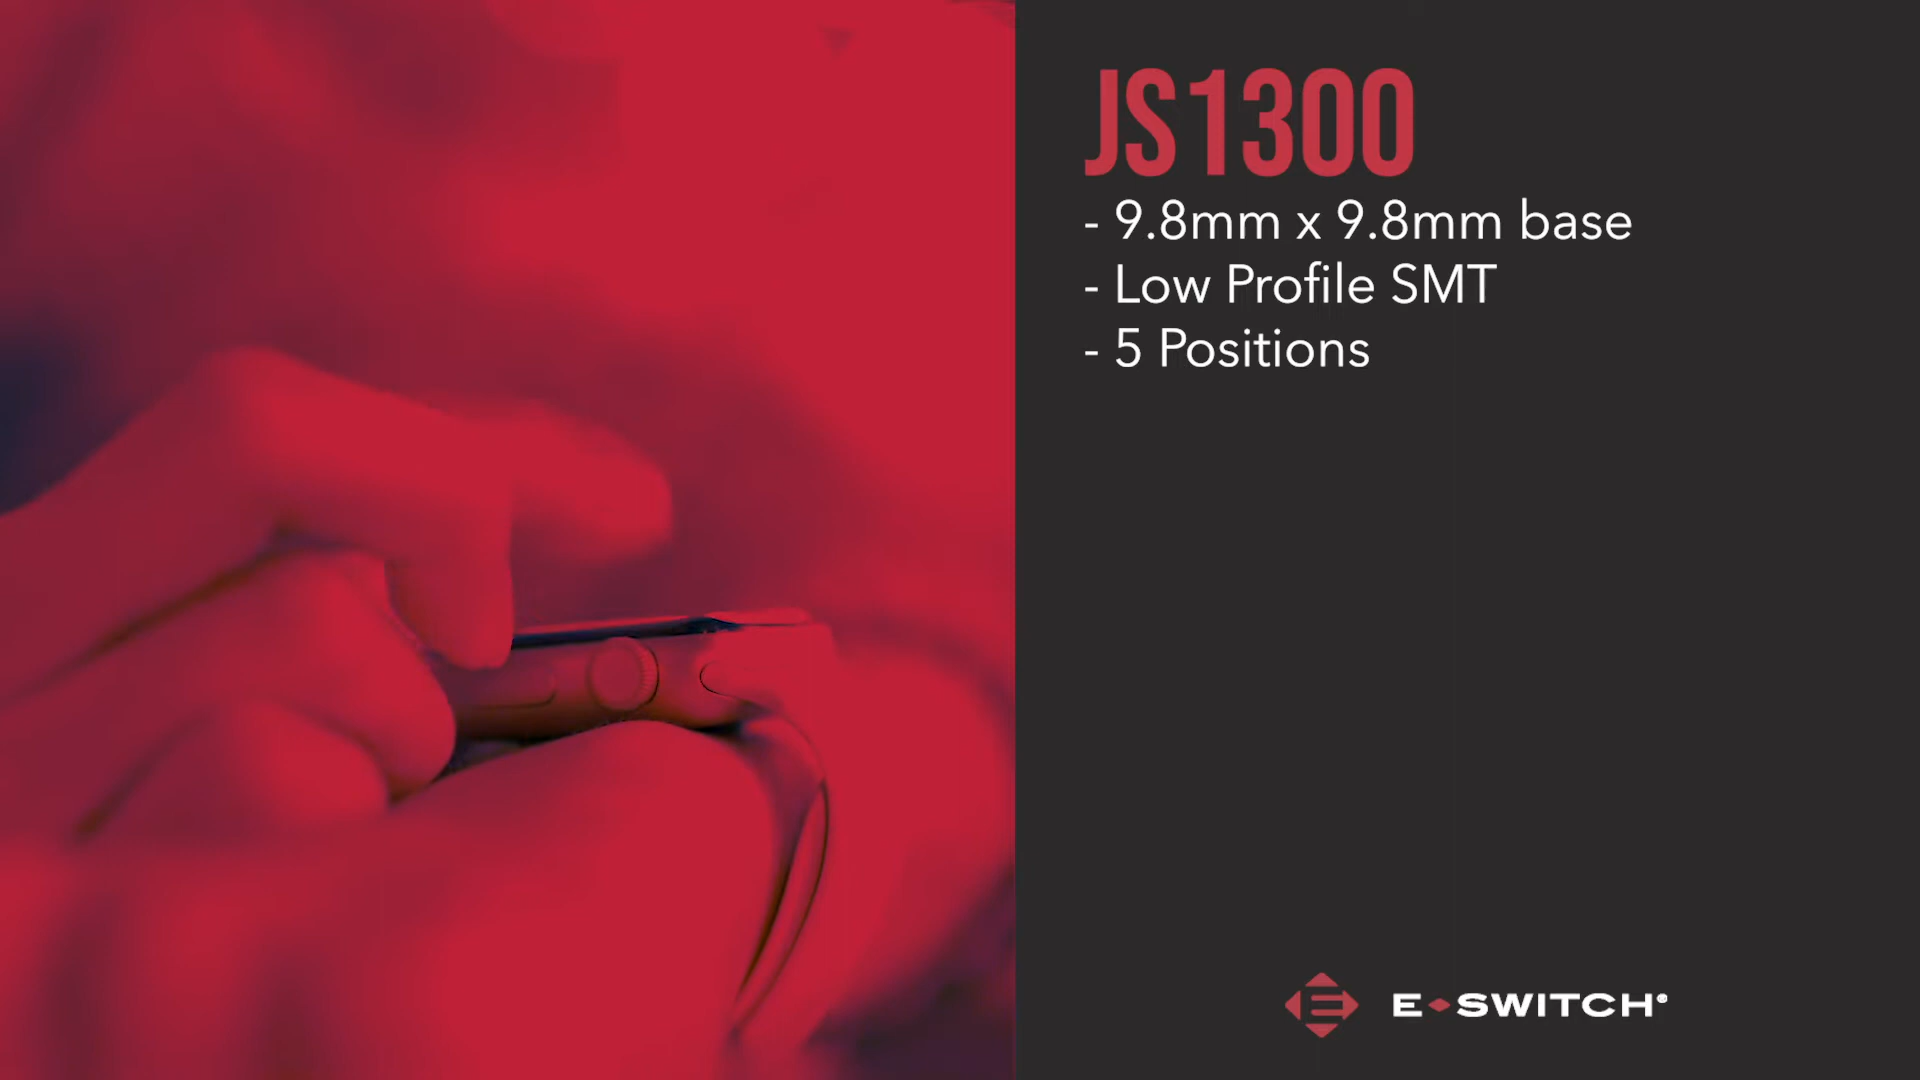 JS1300
- 9.8mm x 9.8mm base
- Low Profile SMT
- 5 Positions
E SWITCH®